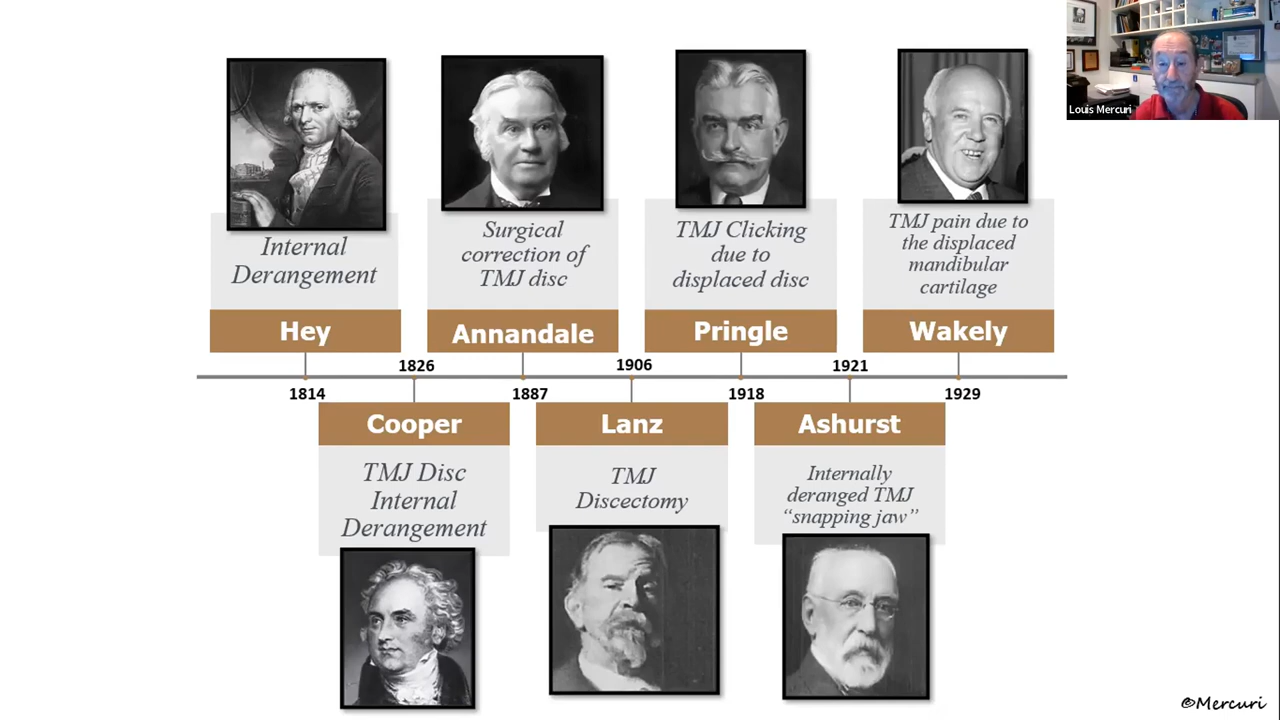 Louis Mercuri
Internal
Derangement
Hey
Surgical
correction of
TMJ disc
Annandale
TMJ Clicking
due to
displaced disc
Pringle
TMJ pain due to
the displaced
mandibular
cartilage
Wakely
1826
1906
1921
1814
1887
1918
1929
Cooper
TMJ Disc
Internal
Derangement
Lanz
TMJ
Discectomy
Ashurst
Internally
deranged TMJ
“snapping jaw”
©Mercuri